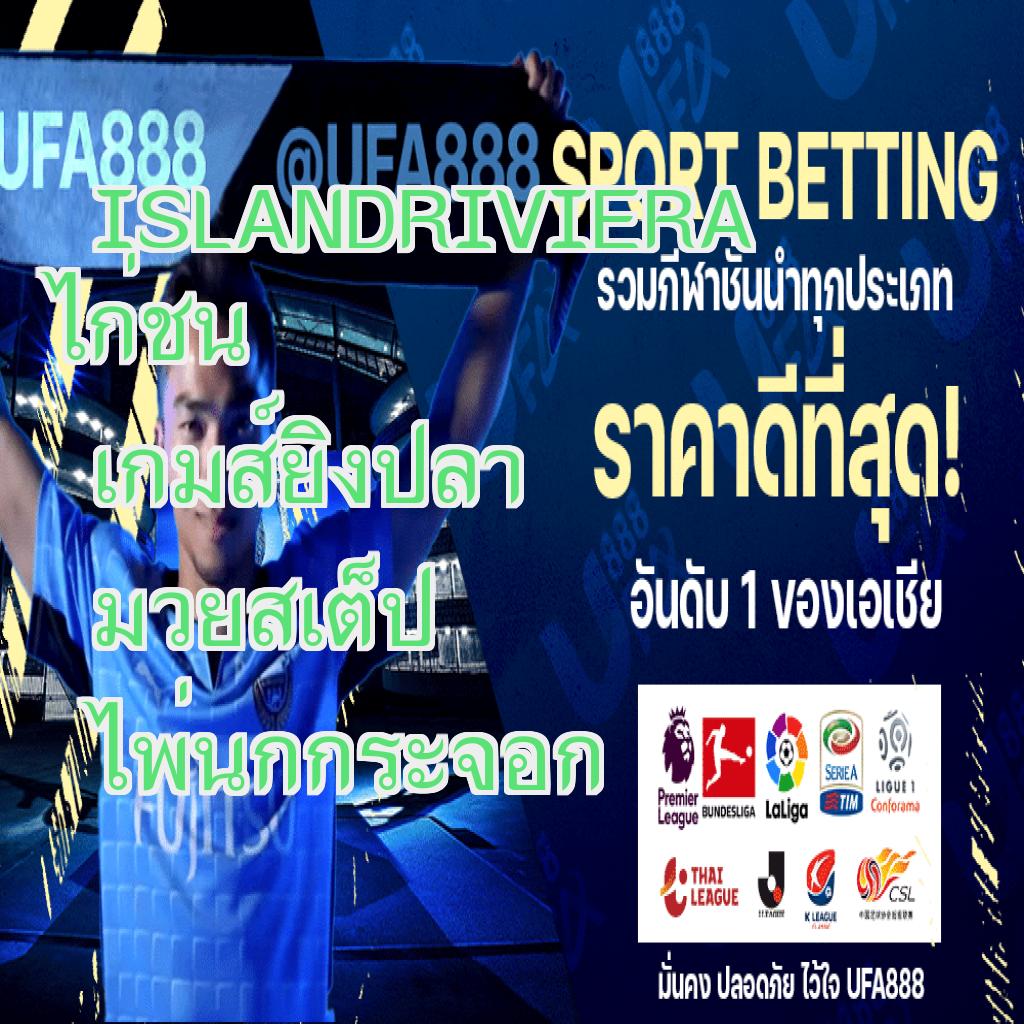 UFA888
@UFA888
SPORT BETTING
ISLANDRIVIERA
รวมกีฬาชั้นนำทุกประเภท
ไก่ชน
ราคาดีที่สุด!
เกมส์ยิงปลา
อันดับ 1 ของเอเชีย
มวยสเต็ป
ไพ่นกกระจอก
FUJITSU
Premier
League
BUNDESLIGA
LaLiga
SERIE A
TIM
LIGUE 1
Conforama
THAI
LEAGUE
J.LEAGUE
K LEAGUE
CSL
มั่นคง ปลอดภัย ไว้ใจ UFA888